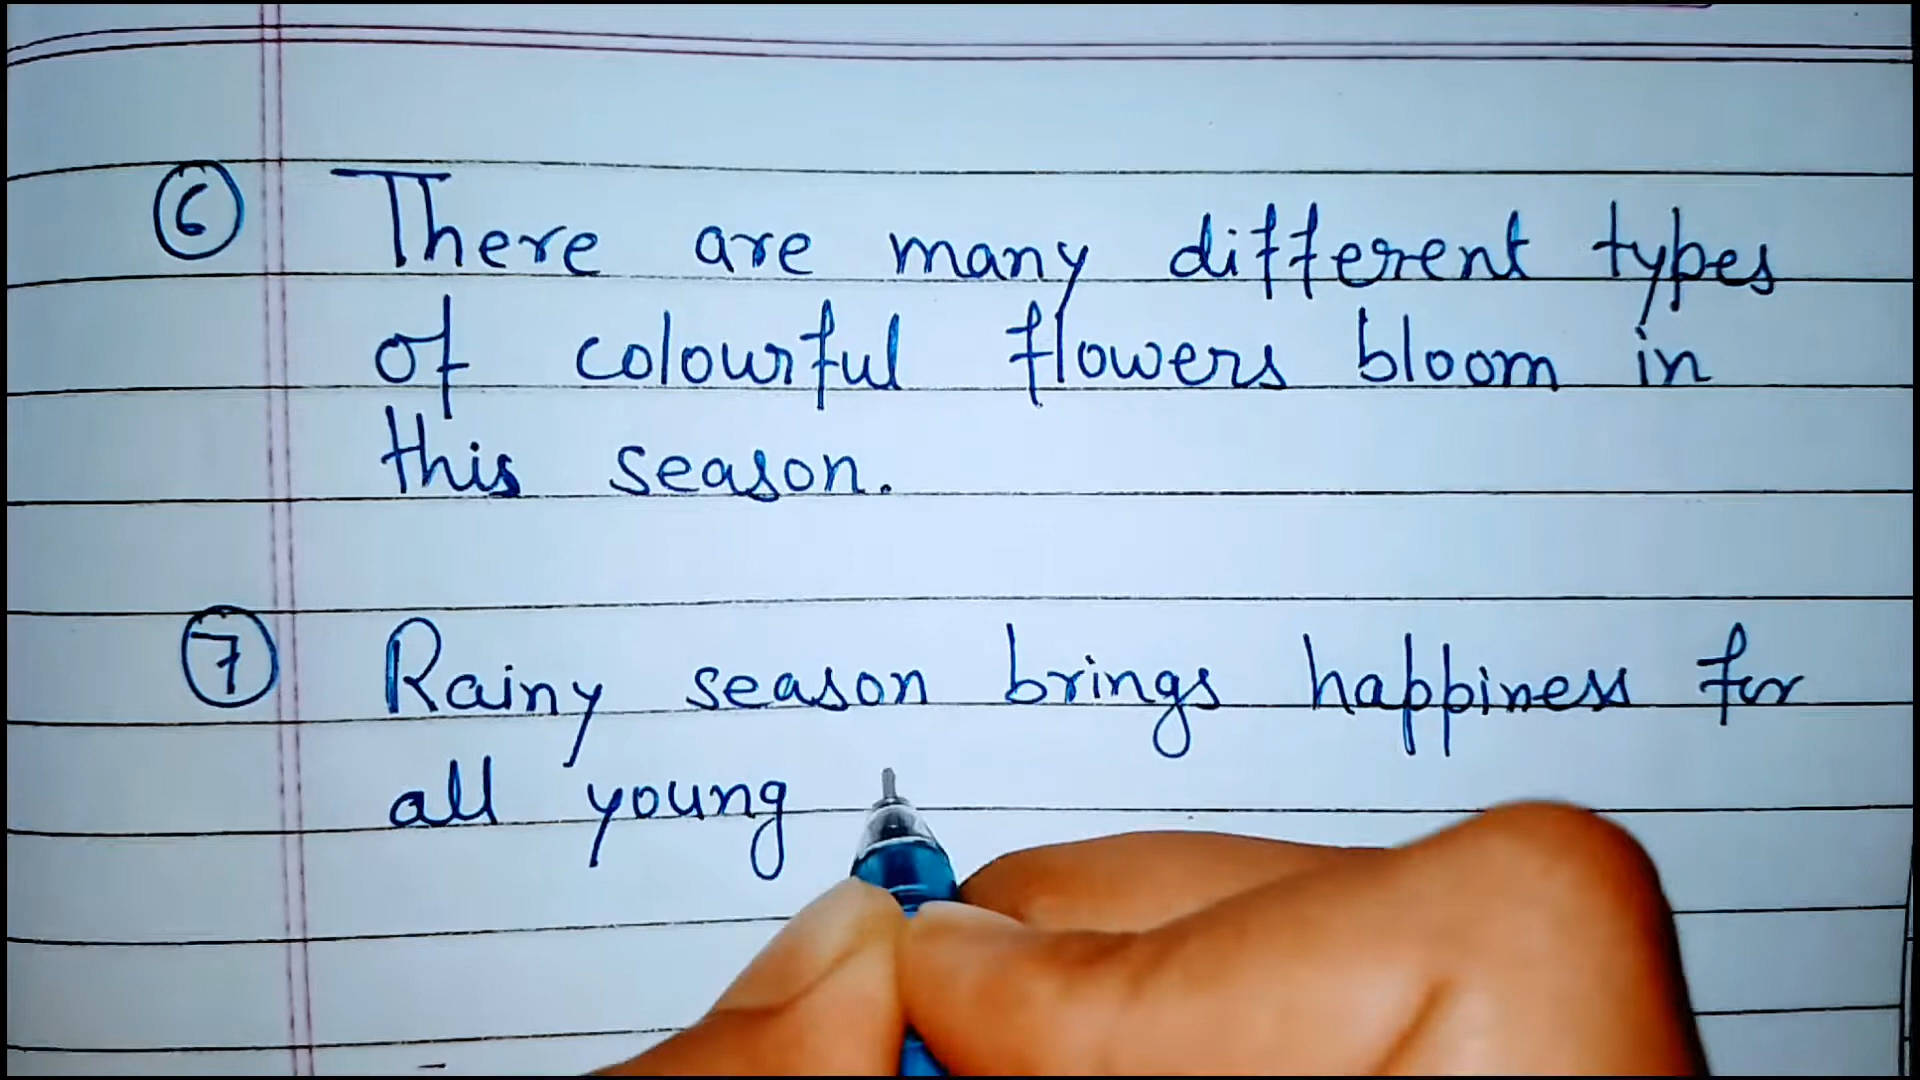 6 There are many different types
of colourful flowers bloom in
this season.
7 Rainy season brings happiness for
all young